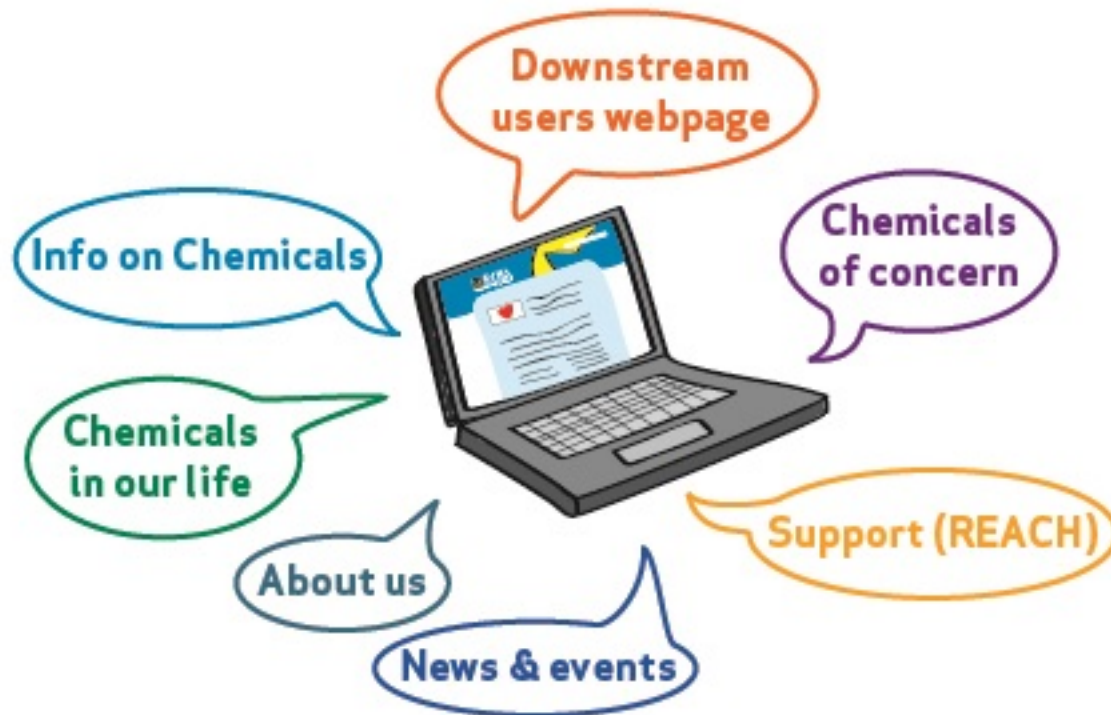 Downstream
users webpage
Info on Chemicals
Chemicals
of concern
Chemicals
in our life
Support (REACH)
About us
News & events